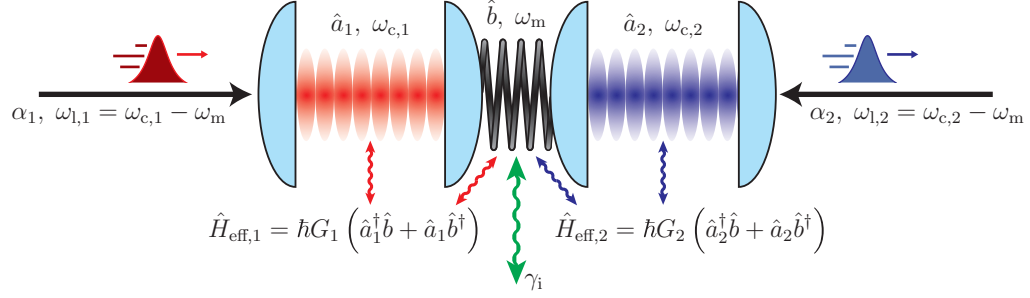 â₁, ω_c,1
b̂, ω_m
â₂, ω_c,2
α₁, ω_l,1 = ω_c,1 − ω_m
α₂, ω_l,2 = ω_c,2 − ω_m
Ĥ_eff,1 = ħG₁ (â₁†b̂ + â₁b̂†)
Ĥ_eff,2 = ħG₂ (â₂†b̂ + â₂b̂†)
γ_i